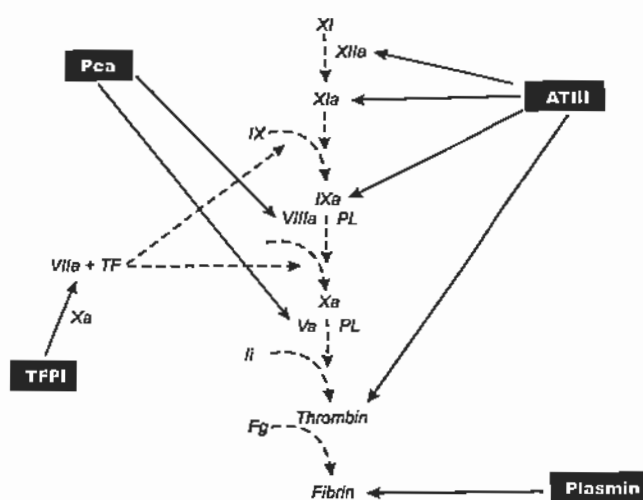 XI
XIIa
Pca
ATIII
XIa
IX
IXa
VIIIa PL
VIIa + TF
Xa
Xa
Va PL
II
TFPI
Thrombin
Fg
Plasmin
Fibrin